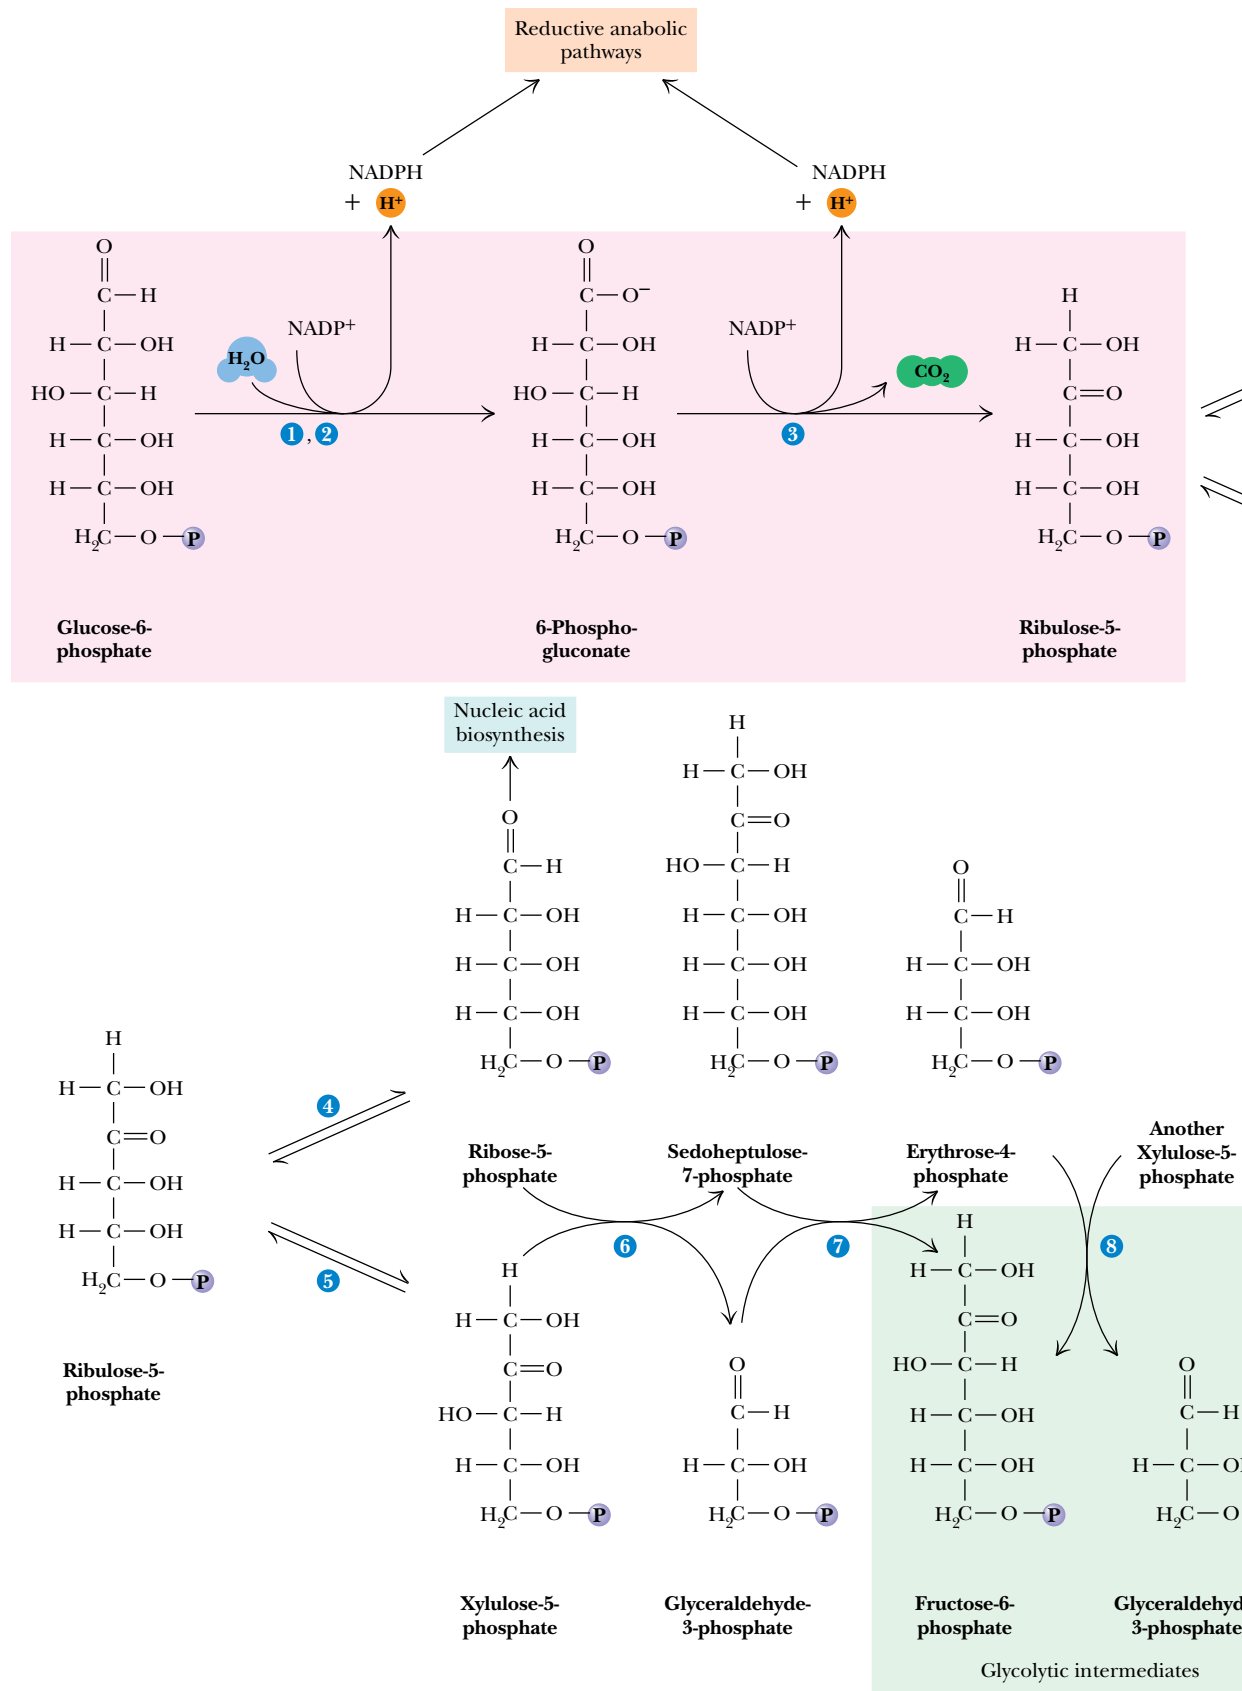 Reductive anabolic
pathways
NADPH
+ H⁺
NADPH
+ H⁺
O
C—H
H—C—OH
HO—C—H
H—C—OH
H—C—OH
H₂C—O—P
Glucose-6-
phosphate
H₂O
NADP⁺
1, 2
O
C—O⁻
H—C—OH
HO—C—H
H—C—OH
H—C—OH
H₂C—O—P
6-Phospho-
gluconate
NADP⁺
CO₂
3
H
H—C—OH
C=O
H—C—OH
H—C—OH
H₂C—O—P
Ribulose-5-
phosphate
Nucleic acid
biosynthesis
H
H—C—OH
C=O
H—C—OH
H—C—OH
H₂C—O—P
Ribulose-5-
phosphate
4
5
O
C—H
H—C—OH
H—C—OH
H—C—OH
H₂C—O—P
Ribose-5-
phosphate
H
H—C—OH
C=O
HO—C—H
H—C—OH
H—C—OH
H—C—OH
H₂C—O—P
Sedoheptulose-
7-phosphate
O
C—H
H—C—OH
H—C—OH
H₂C—O—P
Erythrose-4-
phosphate
Another
Xylulose-5-
phosphate
6
7
8
H
H—C—OH
C=O
HO—C—H
H—C—OH
H₂C—O—P
Xylulose-5-
phosphate
O
C—H
H—C—OH
H₂C—O—P
Glyceraldehyde-
3-phosphate
H
H—C—OH
C=O
HO—C—H
H—C—OH
H—C—OH
H₂C—O—P
Fructose-6-
phosphate
O
C—H
H—C—O
H₂C—O
Glyceraldehyd
3-phosphate
Glycolytic intermediates